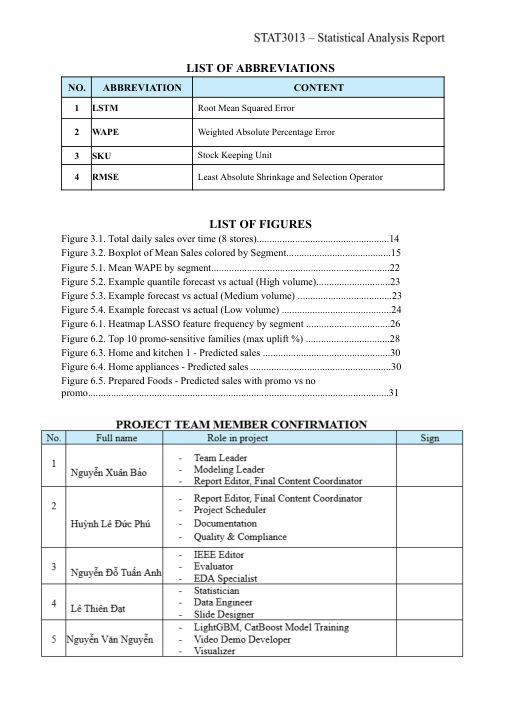 STAT3013 – Statistical Analysis Report
LIST OF ABBREVIATIONS
NO. ABBREVIATION CONTENT
1 LSTM Root Mean Squared Error
2 WAPE Weighted Absolute Percentage Error
3 SKU Stock Keeping Unit
4 RMSE Least Absolute Shrinkage and Selection Operator
LIST OF FIGURES
Figure 3.1. Total daily sales over time (8 stores)....................................................14
Figure 3.2. Boxplot of Mean Sales colored by Segment....................................................15
Figure 5.1. Mean WAPE by segment......................................................................22
Figure 5.2. Example quantile forecast vs actual (High volume).............................23
Figure 5.3. Example forecast vs actual (Medium volume) ............................................23
Figure 5.4. Example forecast vs actual (Low volume) ...........................................24
Figure 6.1. Heatmap LASSO feature frequency by segment .................................26
Figure 6.2. Top 10 promo-sensitive families (max uplift %) .................................28
Figure 6.3. Home and kitchen 1 - Predicted sales .................................................30
Figure 6.4. Home appliances - Predicted sales .......................................................30
Figure 6.5. Prepared Foods - Predicted sales with promo vs no
promo......................................................................................................................31
PROJECT TEAM MEMBER CONFIRMATION
No. Full name Role in project Sign
1 Nguyễn Xuân Bảo
- Team Leader
- Modeling Leader
- Report Editor, Final Content Coordinator
2 Huỳnh Lê Đức Phú
- Report Editor, Final Content Coordinator
- Project Scheduler
- Documentation
- Quality & Compliance
3 Nguyễn Đỗ Tuấn Anh
- IEEE Editor
- Evaluator
- EDA Specialist
4 Lê Thiên Đạt
- Statistician
- Data Engineer
- Slide Designer
5 Nguyễn Văn Nguyễn
- LightGBM, CatBoost Model Training
- Video Demo Developer
- Visualizer